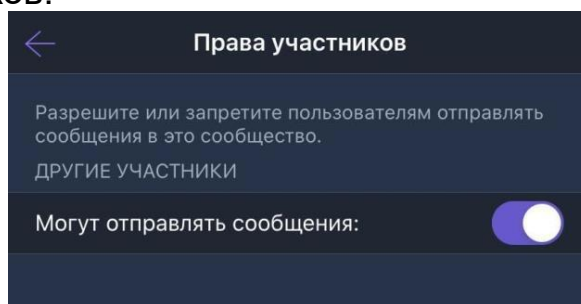 Права участников
Разрешите или запретите пользователям отправлять
сообщения в это сообщество.
ДРУГИЕ УЧАСТНИКИ
Могут отправлять сообщения: